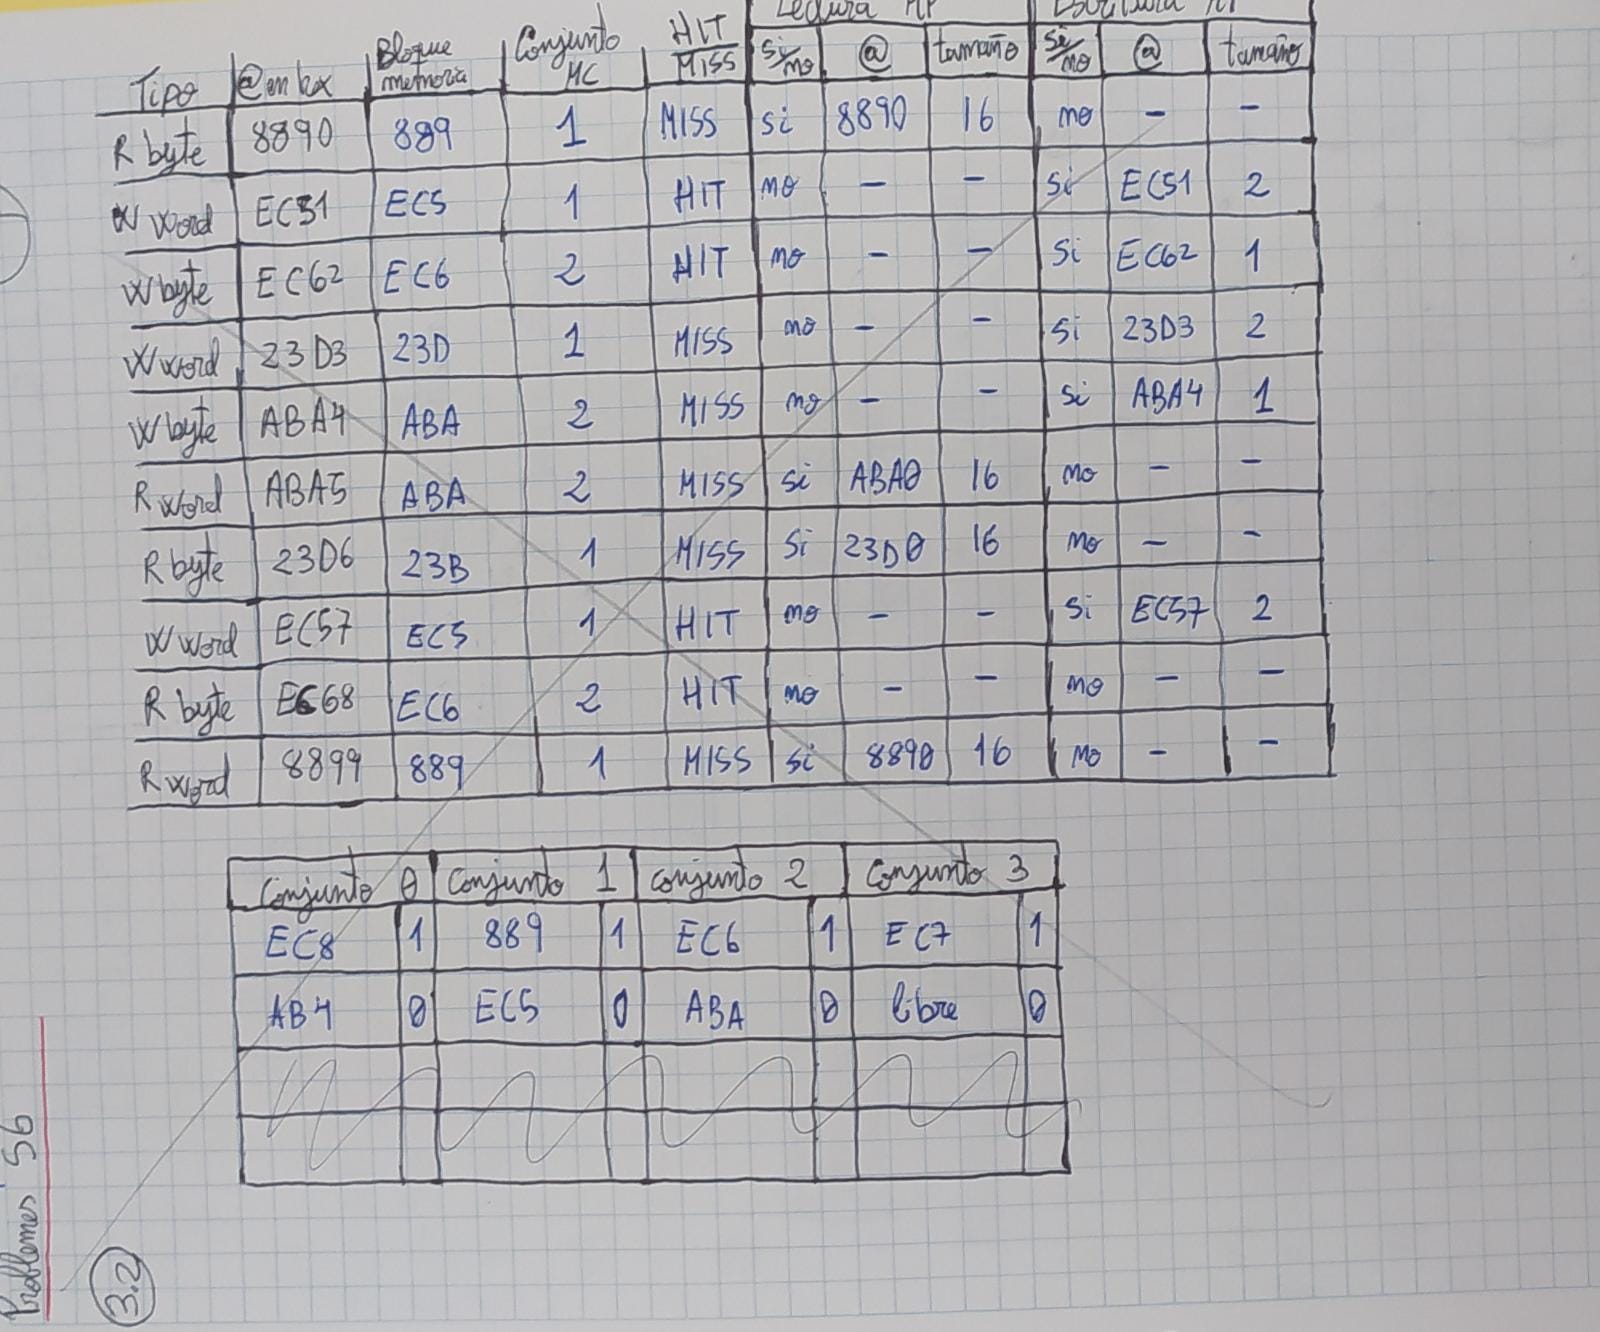 Lectura MP Escritura MP
Tipo @ en hex Bloque memoria Conjunto MC HIT/MISS si/no @ tamaño si/no @ tamaño
R byte 8890 889 1 MISS si 8890 16 no - -
W word EC51 EC5 1 HIT no - - si EC51 2
W byte EC62 EC6 2 HIT no - - si EC62 1
W word 23D3 23D 1 MISS no - - si 23D3 2
W byte ABA4 ABA 2 MISS no - - si ABA4 1
R word ABA5 ABA 2 MISS si ABA0 16 no - -
R byte 23D6 23B 1 MISS si 23D0 16 no - -
W word EC57 EC5 1 HIT no - - si EC57 2
R byte EC68 EC6 2 HIT no - - no - -
R word 8899 889 1 MISS si 8890 16 no - -
Conjunto 0 Conjunto 1 conjunto 2 conjunto 3
EC8 1 889 1 EC6 1 EC7 1
AB4 0 EC5 0 ABA 0 libre 0
Problemes S6
3.2